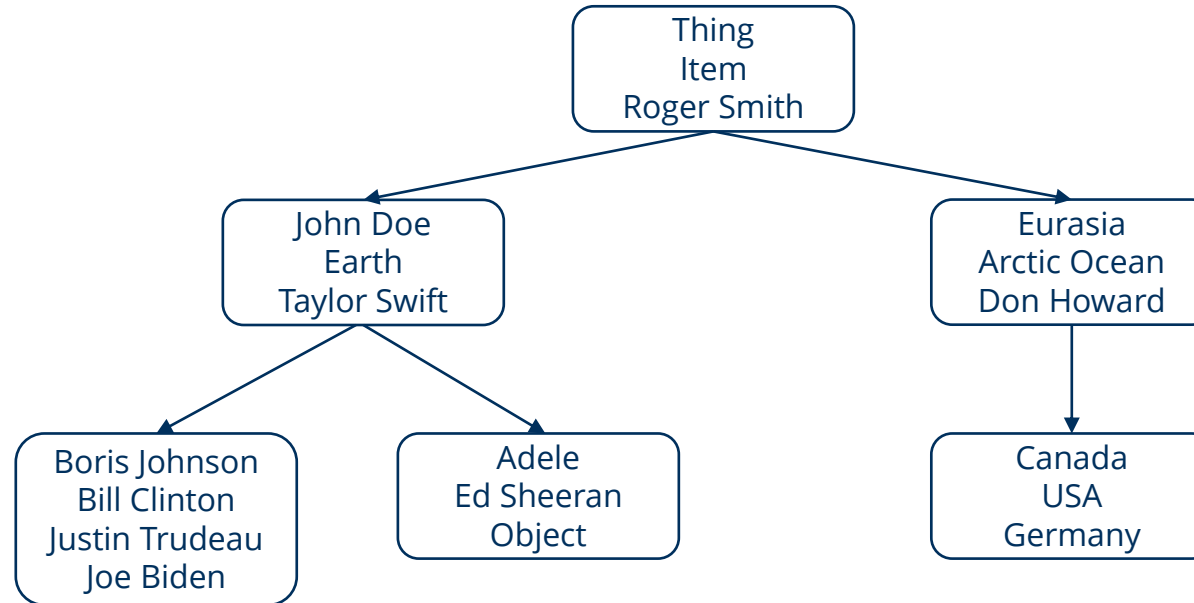 Thing
Item
Roger Smith
John Doe
Earth
Taylor Swift
Eurasia
Arctic Ocean
Don Howard
Boris Johnson
Bill Clinton
Justin Trudeau
Joe Biden
Adele
Ed Sheeran
Object
Canada
USA
Germany